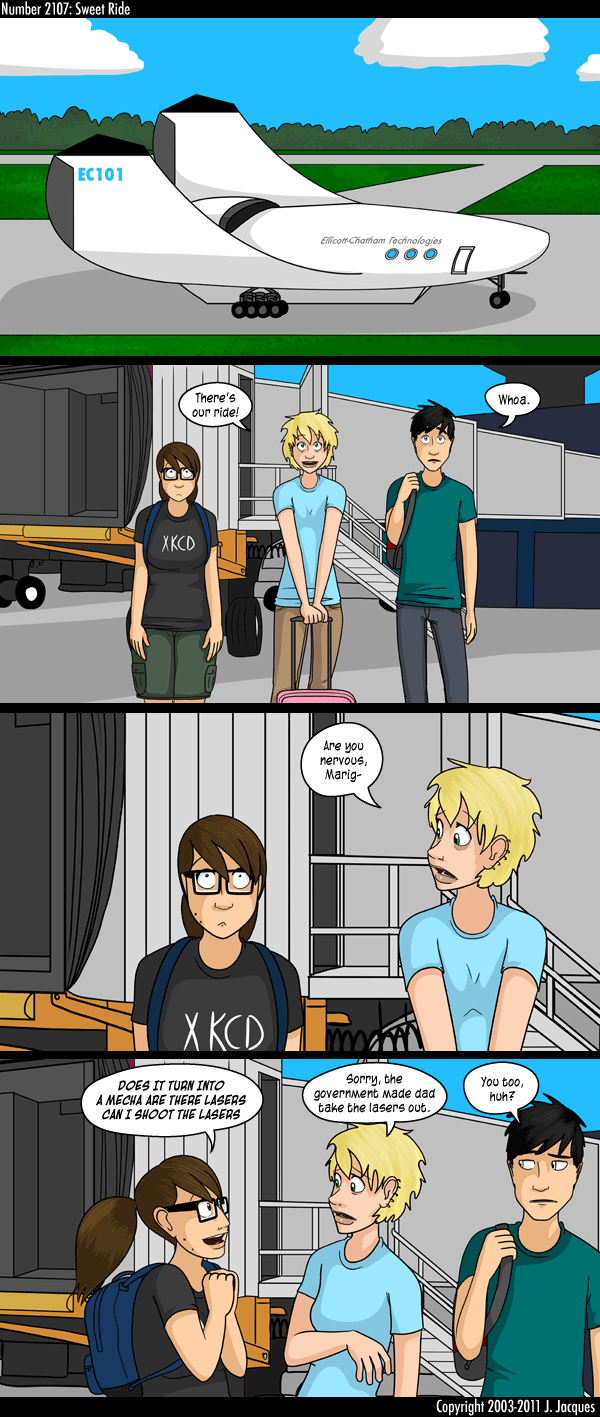 Number 2107: Sweet Ride
EC101
Ellicott-Chatham Technologies
There's
our ride!
Whoa.
XKCD
Are you
nervous,
Marig-
XKCD
DOES IT TURN INTO
A MECHA ARE THERE LASERS
CAN I SHOOT THE LASERS
Sorry, the
government made dad
take the lasers out.
You too,
huh?
Copyright 2003-2011 J. Jacques